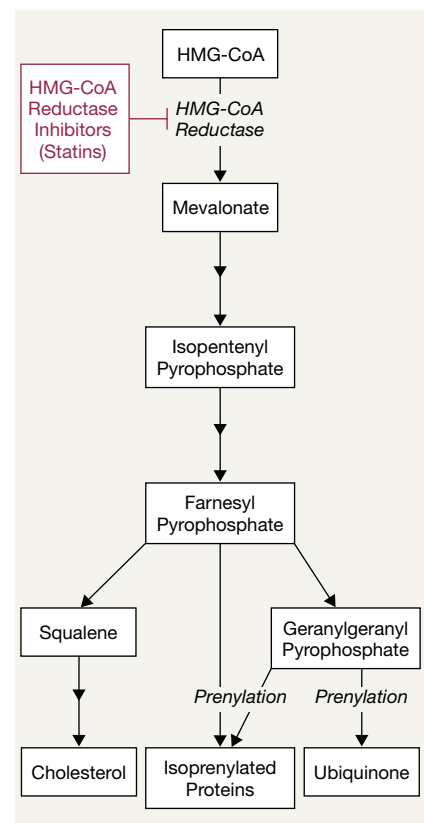 HMG-CoA
HMG-CoA
Reductase
Inhibitors
(Statins)
HMG-CoA
Reductase
Mevalonate
Isopentenyl
Pyrophosphate
Farnesyl
Pyrophosphate
Squalene
Geranylgeranyl
Pyrophosphate
Prenylation
Prenylation
Cholesterol
Isoprenylated
Proteins
Ubiquinone